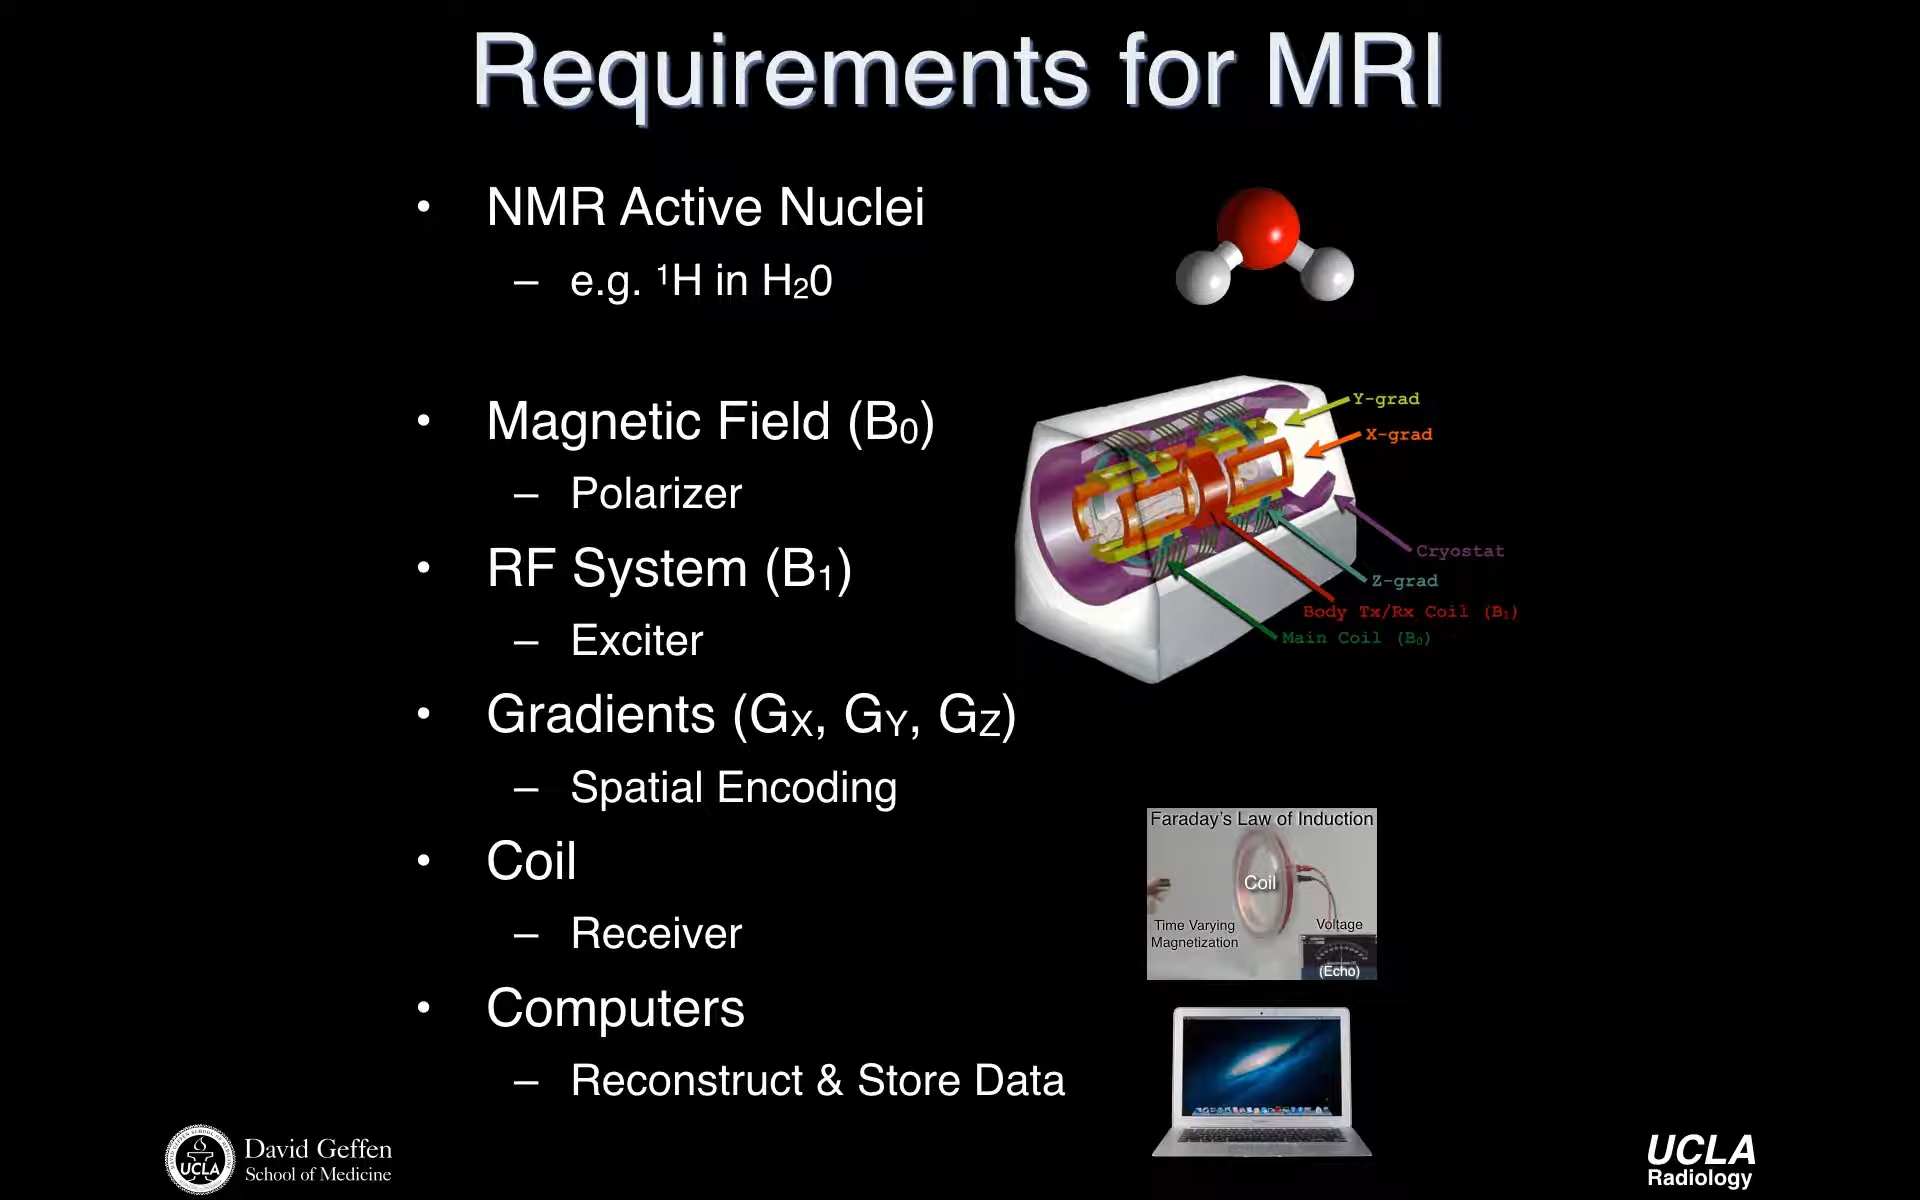 Requirements for MRI
• NMR Active Nuclei
– e.g. ¹H in H₂0
• Magnetic Field (B₀)
– Polarizer
• RF System (B₁)
– Exciter
• Gradients (Gₓ, G_Y, G_Z)
– Spatial Encoding
• Coil
– Receiver
• Computers
– Reconstruct & Store Data
Y-grad
X-grad
Cryostat
Z-grad
Body Tx/Rx Coil (B₁)
Main Coil (B₀)
Faraday's Law of Induction
Coil
Time Varying
Magnetization
Voltage
(Echo)
UCLA
David Geffen
School of Medicine
UCLA
Radiology